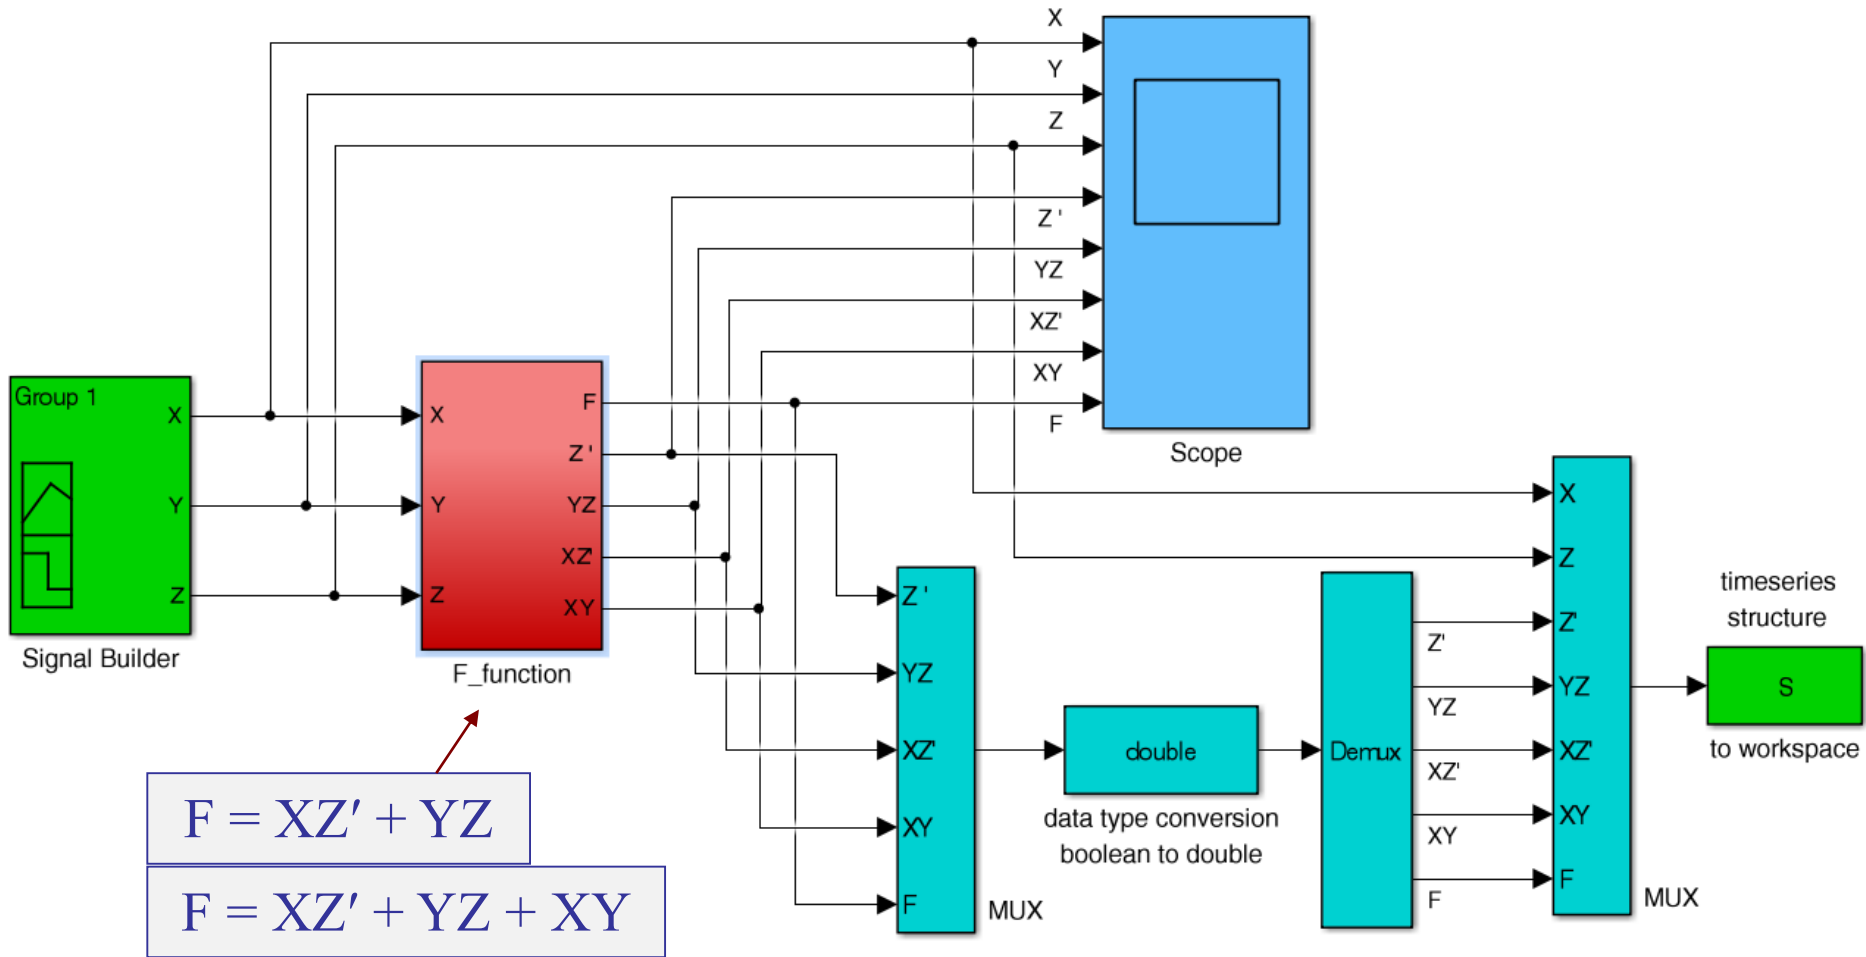 X
Y
Z
Z '
YZ
XZ'
XY
F
Scope
Group 1
X
Y
Z
Signal Builder
X
Y
Z
F
Z '
YZ
XZ'
XY
F_function
F = XZ′ + YZ
F = XZ′ + YZ + XY
Z '
YZ
XZ'
XY
F
MUX
double
data type conversion
boolean to double
Demux
Z'
YZ
XZ'
XY
F
X
Z
Z'
YZ
XZ'
XY
F
MUX
timeseries
structure
S
to workspace